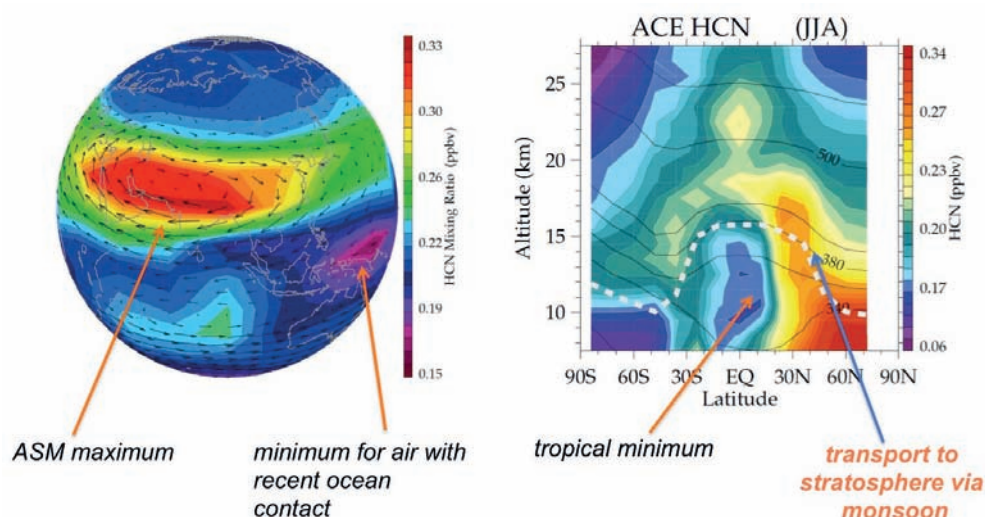 ACE HCN (JJA)
0.33
0.30
0.26
0.22
0.19
0.15
HCN Mixing Ratio (ppbv)
25
20
15
10
Altitude (km)
500
380
340
90S 60S 30S EQ 30N 60N 90N
Latitude
0.34
0.27
0.23
0.20
0.17
0.06
HCN (ppbv)
ASM maximum
minimum for air with
recent ocean
contact
tropical minimum
transport to
stratosphere via
monsoon